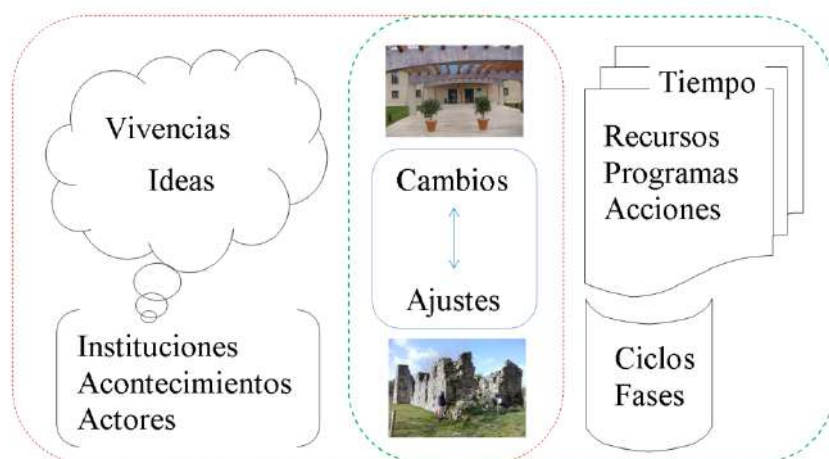 Vivencias
Ideas
Instituciones
Acontecimientos
Actores
Cambios
Ajustes
Tiempo
Recursos
Programas
Acciones
Ciclos
Fases